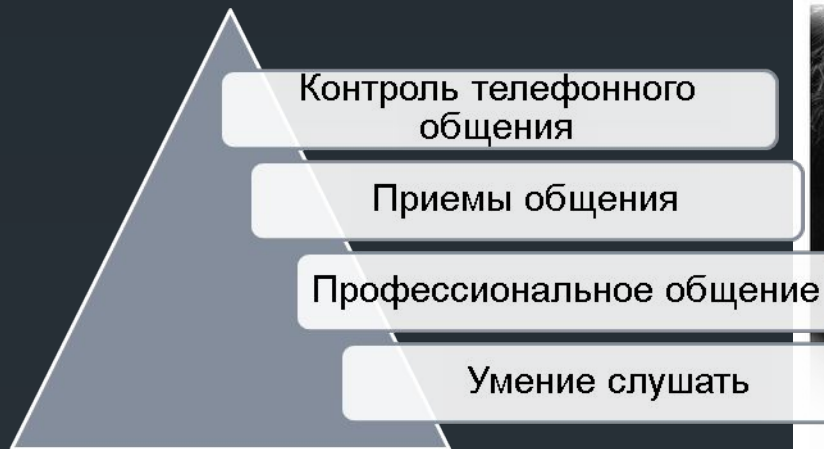 Контроль телефонного
общения
Приемы общения
Профессиональное общение
Умение слушать